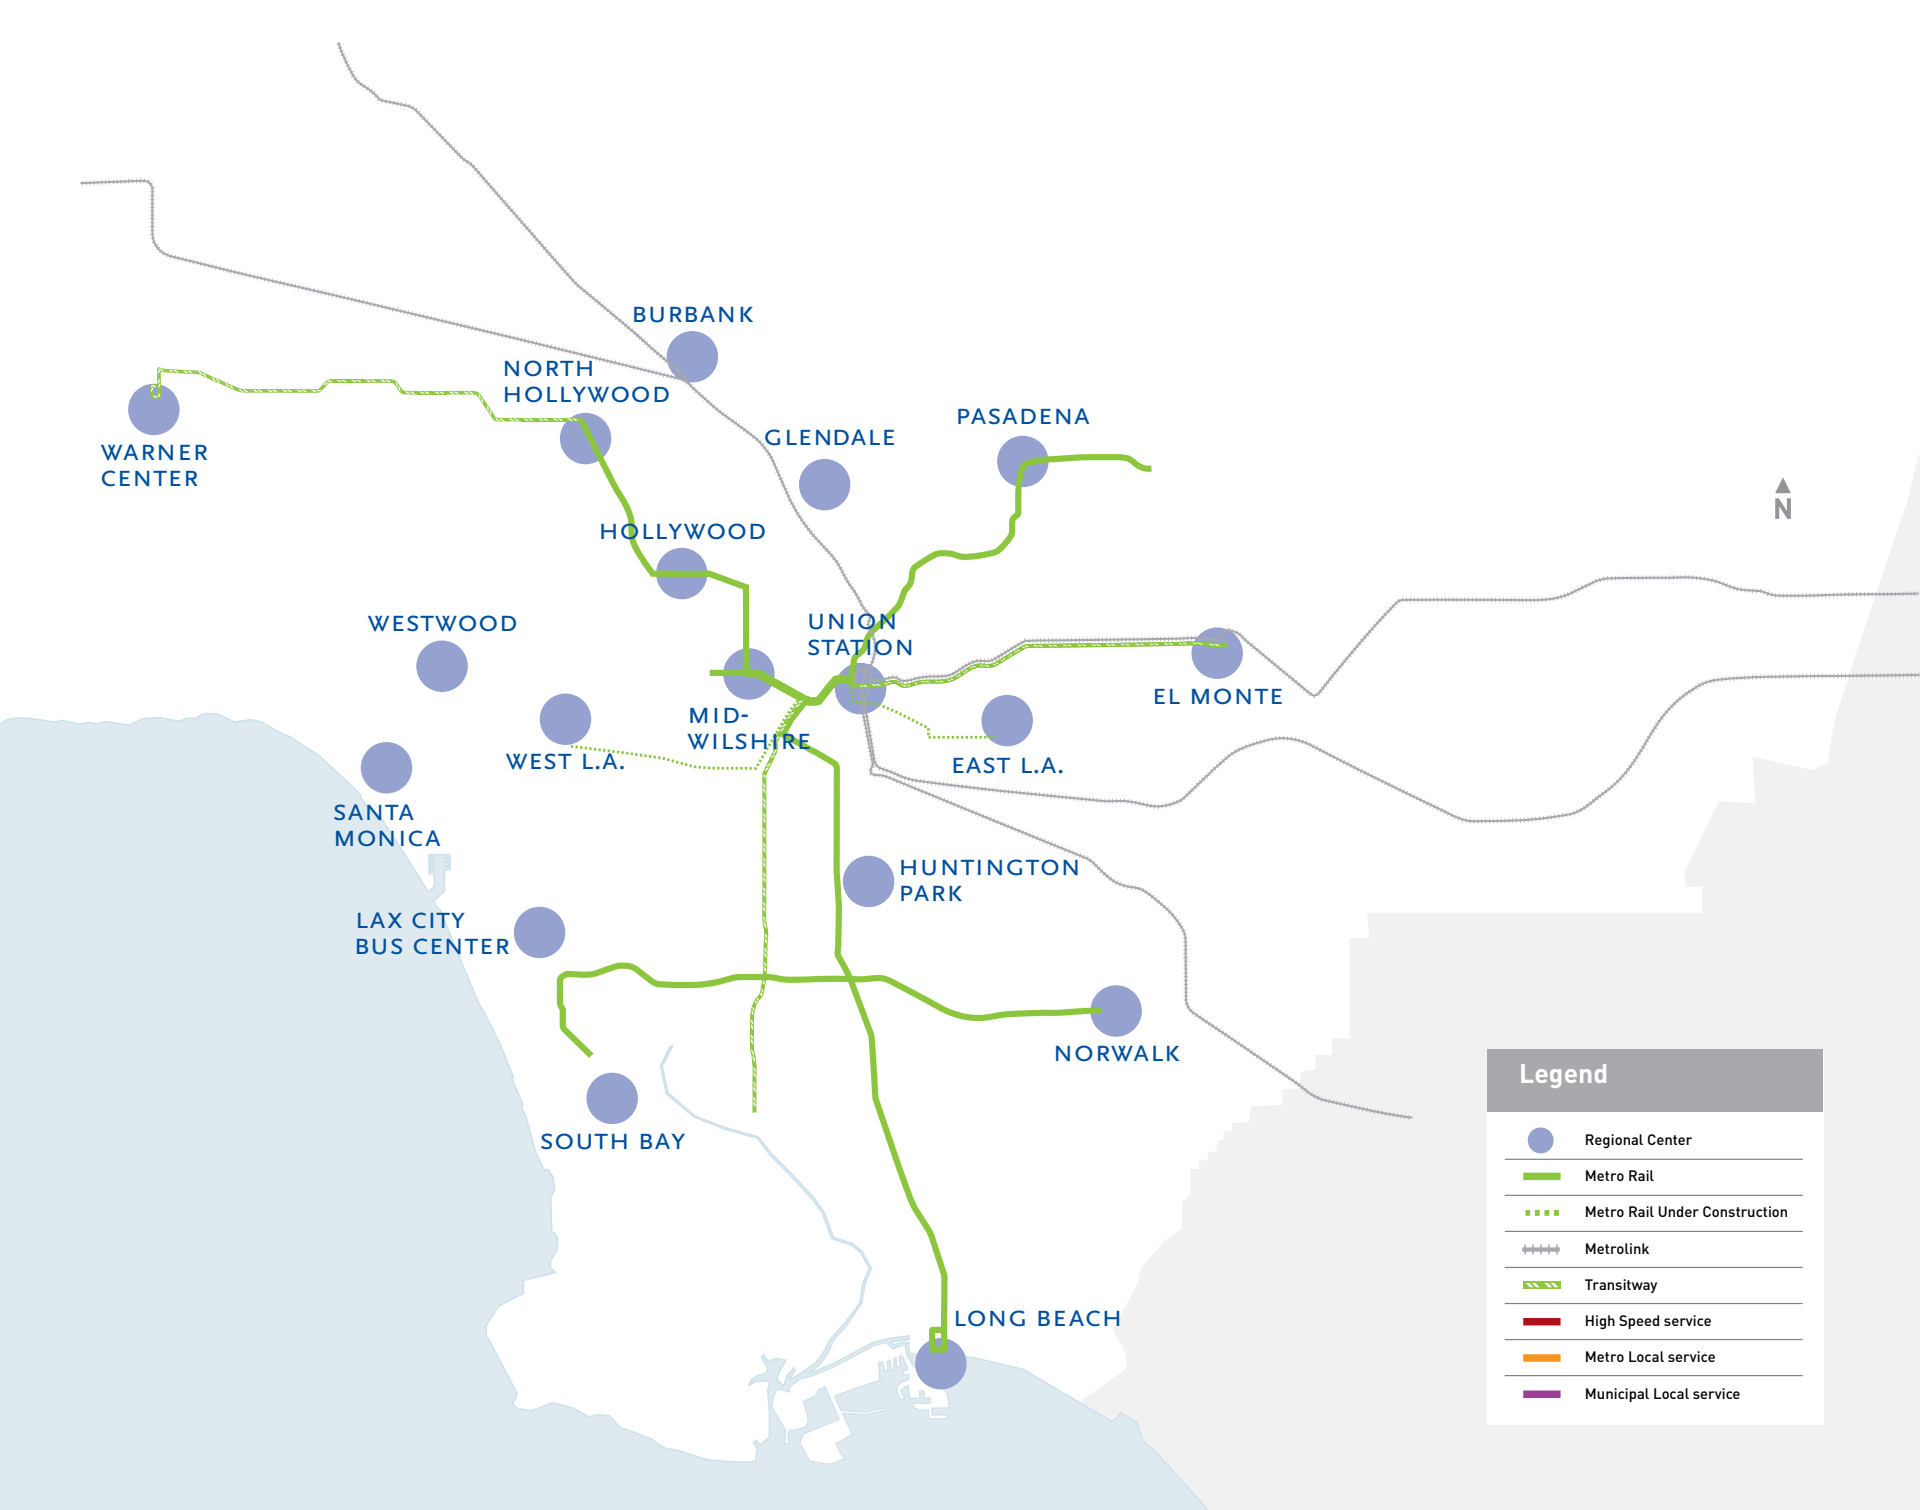 BURBANK
NORTH
HOLLYWOOD
PASADENA
GLENDALE
WARNER
CENTER
N
HOLLYWOOD
WESTWOOD
UNION
STATION
EL MONTE
MID-
WILSHIRE
WEST L.A.
EAST L.A.
SANTA
MONICA
HUNTINGTON
PARK
LAX CITY
BUS CENTER
NORWALK
SOUTH BAY
LONG BEACH
Legend
Regional Center
Metro Rail
Metro Rail Under Construction
Metrolink
Transitway
High Speed service
Metro Local service
Municipal Local service